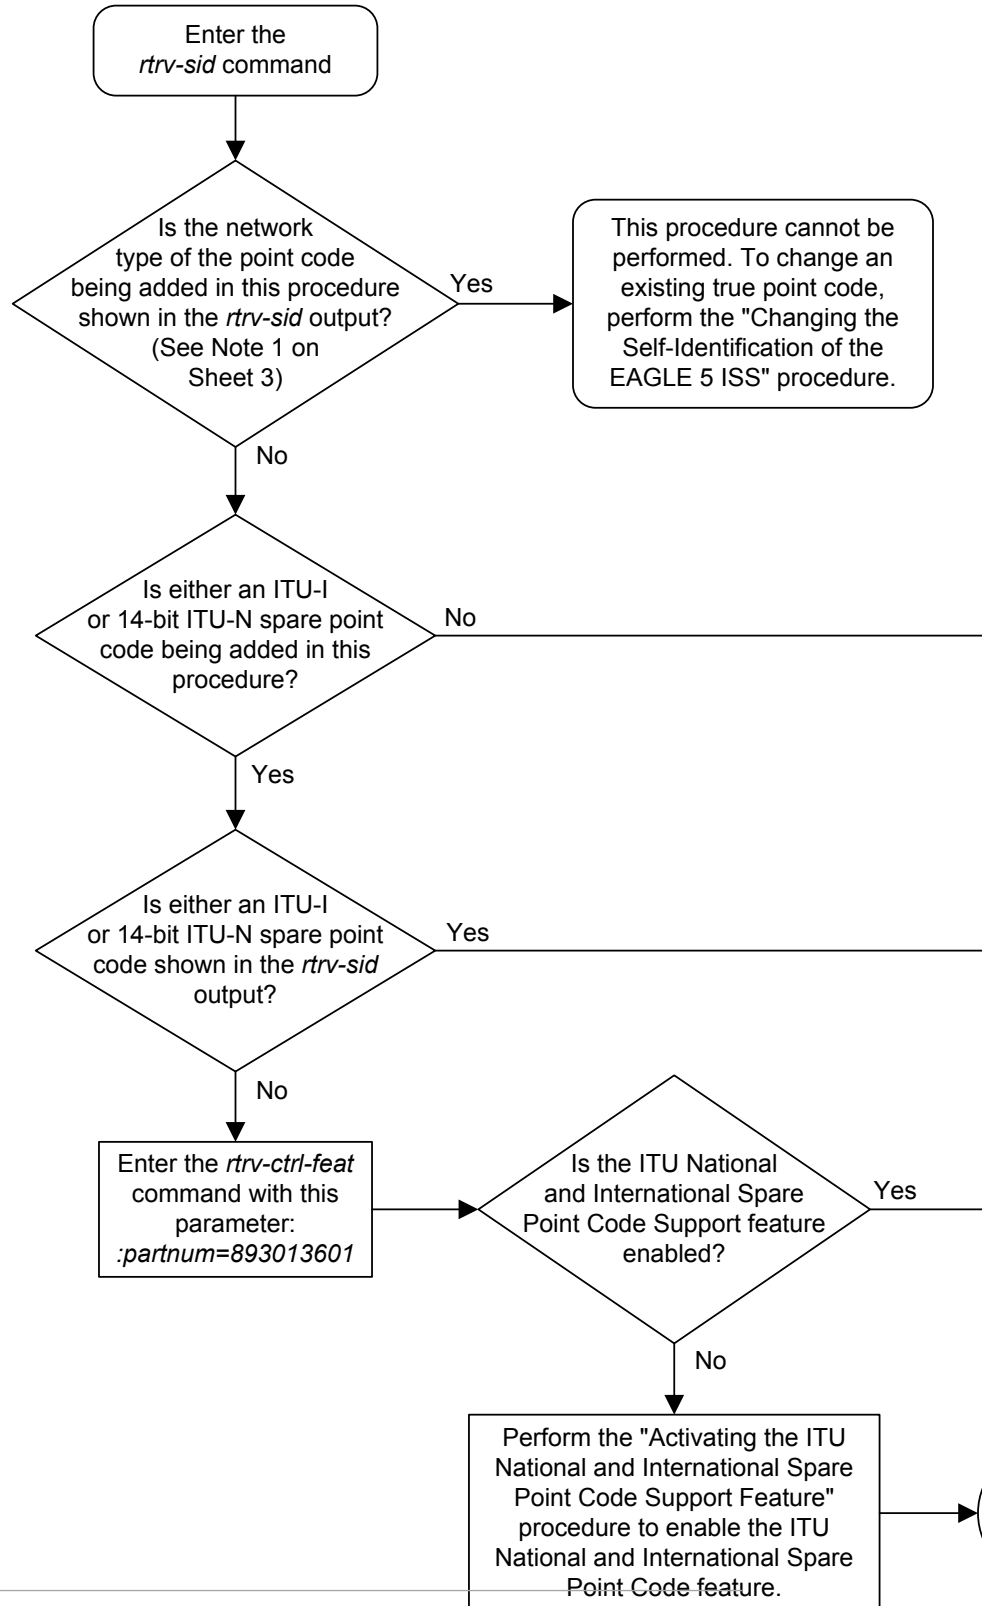 Enter the
rtrv-sid command
Is the network
type of the point code
being added in this procedure
shown in the rtrv-sid output?
(See Note 1 on
Sheet 3)
Yes
This procedure cannot be
performed. To change an
existing true point code,
perform the "Changing the
Self-Identification of the
EAGLE 5 ISS" procedure.
No
Is either an ITU-I
or 14-bit ITU-N spare point
code being added in this
procedure?
No
Yes
Is either an ITU-I
or 14-bit ITU-N spare point
code shown in the rtrv-sid
output?
Yes
No
Enter the rtrv-ctrl-feat
command with this
parameter:
:partnum=893013601
Is the ITU National
and International Spare
Point Code Support feature
enabled?
Yes
No
Perform the "Activating the ITU
National and International Spare
Point Code Support Feature"
procedure to enable the ITU
National and International Spare
Point Code feature.